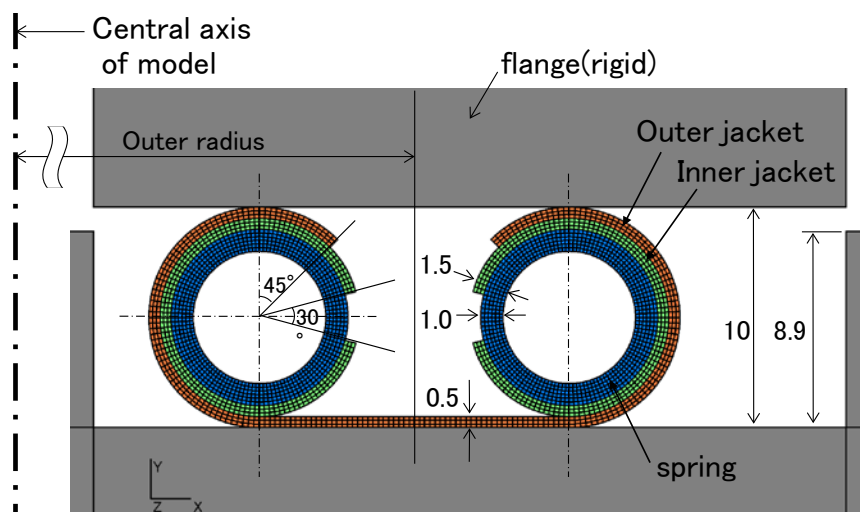 Central axis
of model
flange(rigid)
Outer radius
Outer jacket
Inner jacket
45°
30
°
1.5
1.0
10
8.9
0.5
spring
Y
Z X